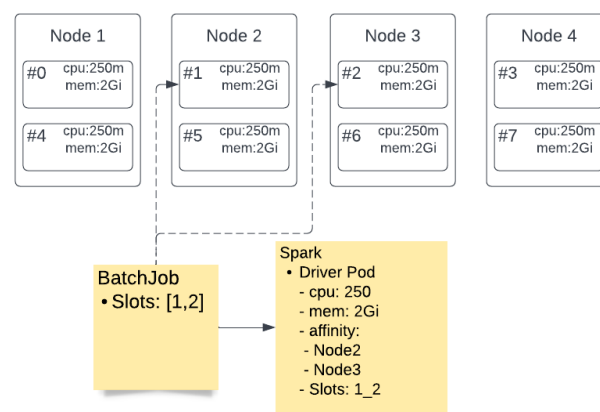 Node 1
Node 2
Node 3
Node 4
#0 cpu:250m
mem:2Gi
#1 cpu:250m
mem:2Gi
#2 cpu:250m
mem:2Gi
#3 cpu:250m
mem:2Gi
#4 cpu:250m
mem:2Gi
#5 cpu:250m
mem:2Gi
#6 cpu:250m
mem:2Gi
#7 cpu:250m
mem:2Gi
BatchJob
• Slots: [1,2]
Spark
• Driver Pod
- cpu: 250
- mem: 2Gi
- affinity:
- Node2
- Node3
- Slots: 1_2